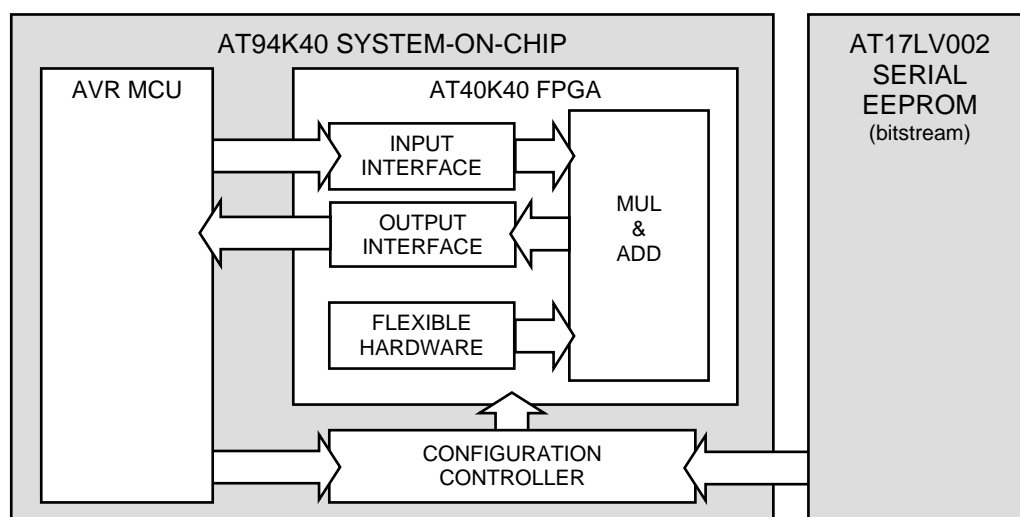 AT94K40 SYSTEM-ON-CHIP
AVR MCU
AT40K40 FPGA
INPUT
INTERFACE
OUTPUT
INTERFACE
FLEXIBLE
HARDWARE
MUL
&
ADD
CONFIGURATION
CONTROLLER
AT17LV002
SERIAL
EEPROM
(bitstream)